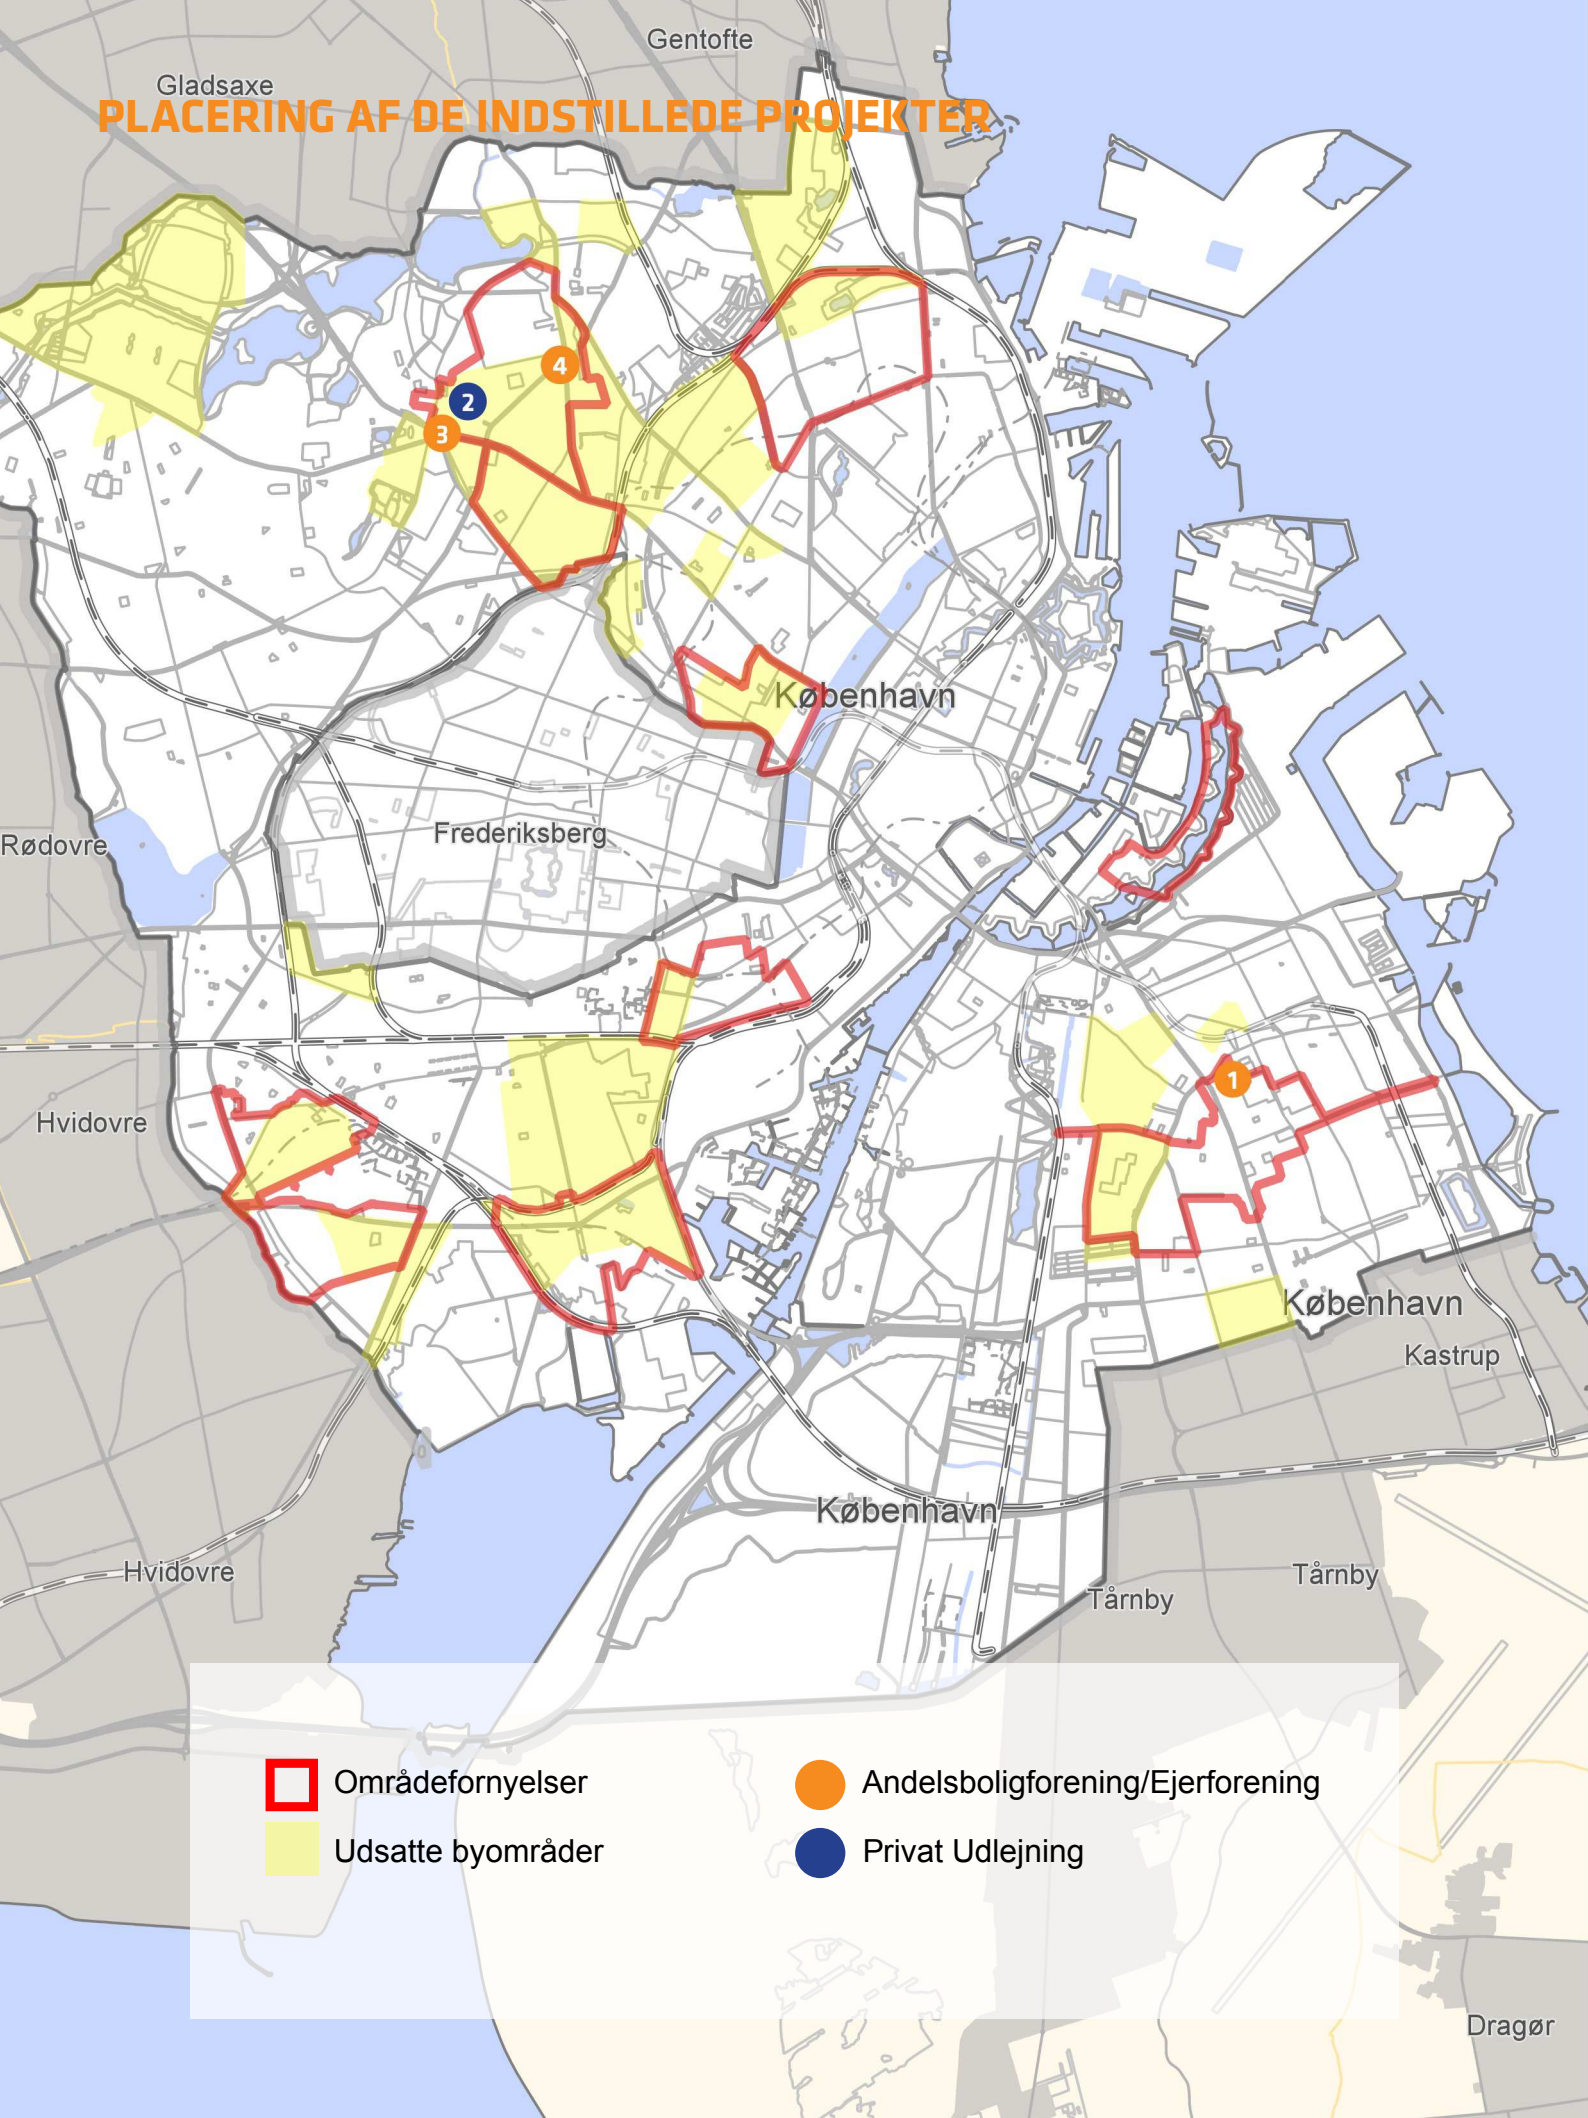 Gentofte
Gladsaxe
PLACERING AF DE INDSTILLEDE PROJEKTER
4
2
3
København
Frederiksberg
Rødovre
1
Hvidovre
København
Kastrup
København
Hvidovre
Tårnby
Tårnby
Områdefornyelser
Andelsboligforening/Ejerforening
Udsatte byområder
Privat Udlejning
Dragør